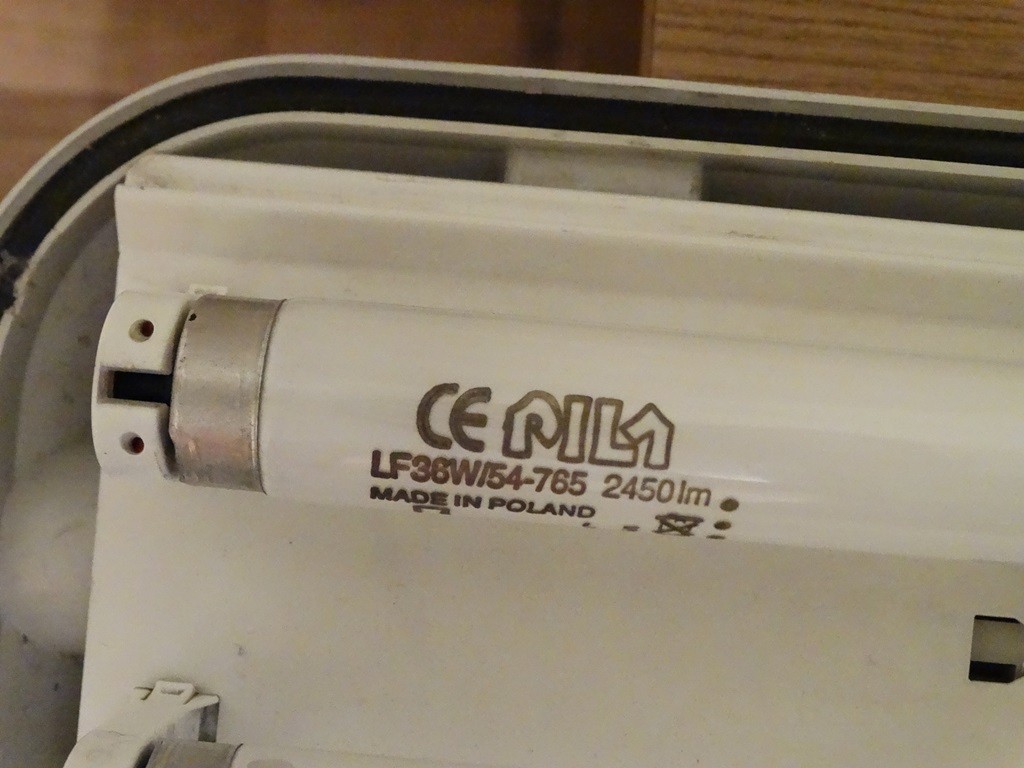 CE PILA
LF36W/54-765 2450lm
MADE IN POLAND